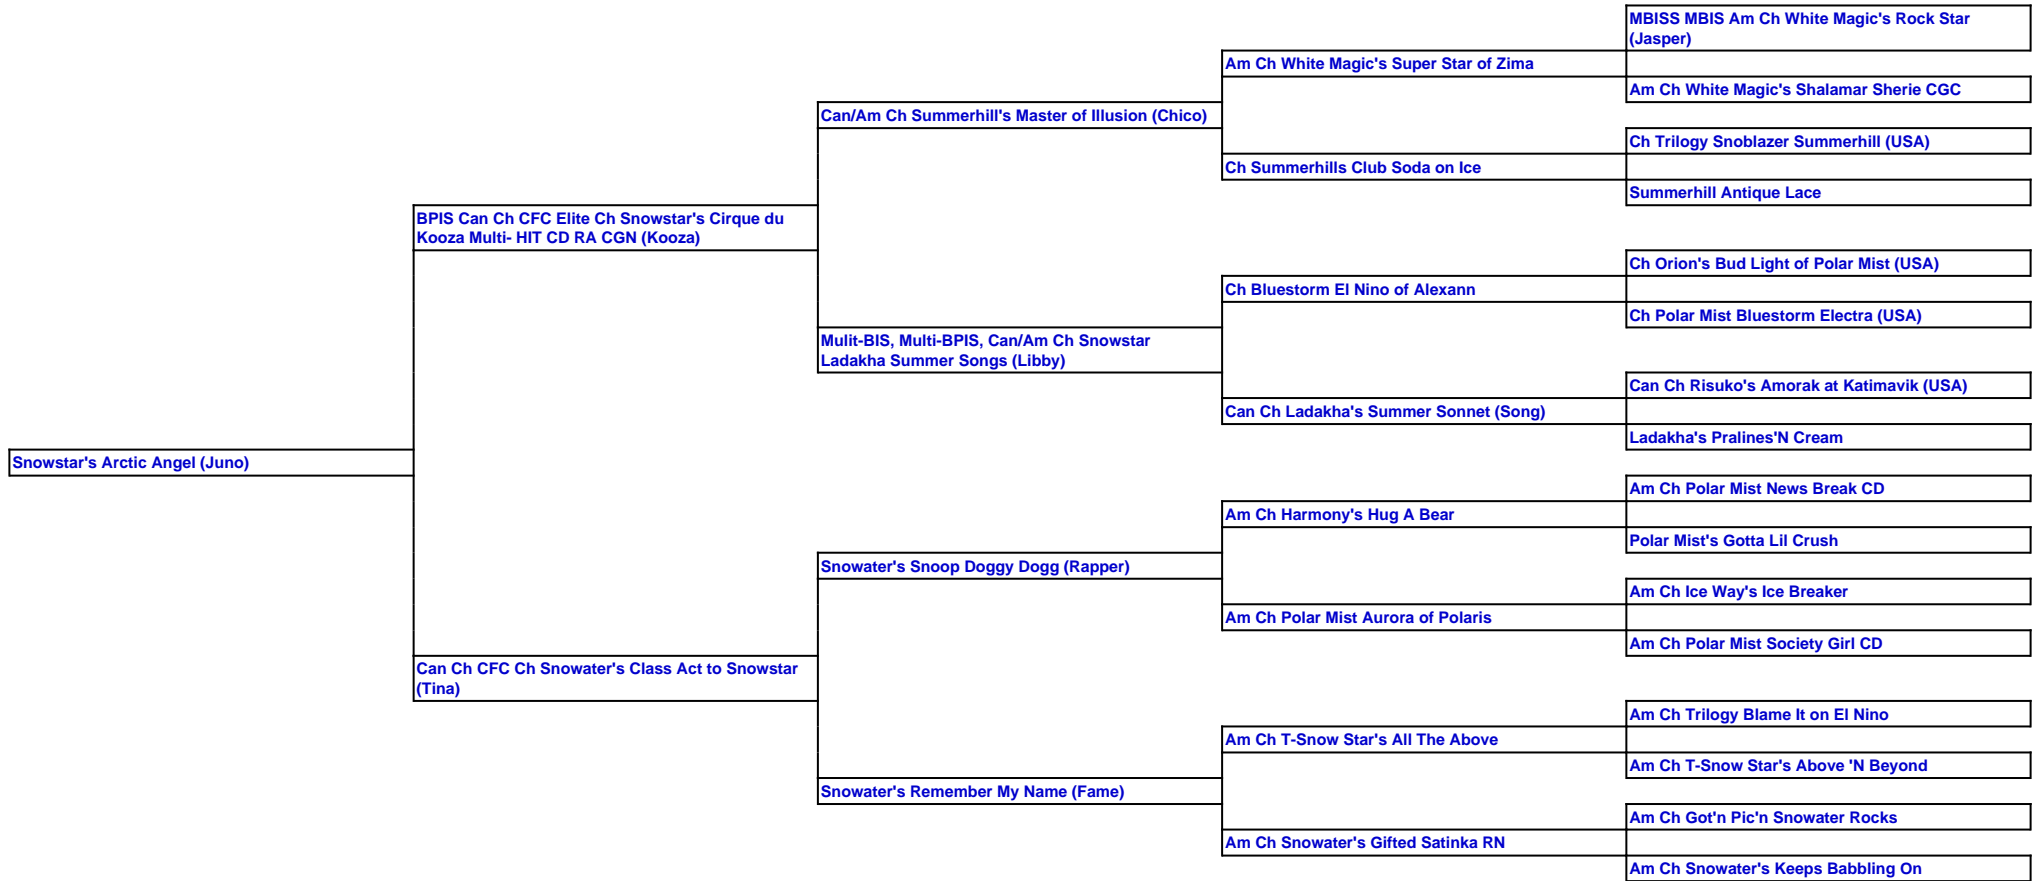 MBISS MBIS Am Ch White Magic's Rock Star
(Jasper)
Am Ch White Magic's Super Star of Zima
Am Ch White Magic's Shalamar Sherie CGC
Can/Am Ch Summerhill's Master of Illusion (Chico)
Ch Trilogy Snoblazer Summerhill (USA)
Ch Summerhills Club Soda on Ice
Summerhill Antique Lace
BPIS Can Ch CFC Elite Ch Snowstar's Cirque du
Kooza Multi- HIT CD RA CGN (Kooza)
Ch Orion's Bud Light of Polar Mist (USA)
Ch Bluestorm El Nino of Alexann
Ch Polar Mist Bluestorm Electra (USA)
Mulit-BIS, Multi-BPIS, Can/Am Ch Snowstar
Ladakha Summer Songs (Libby)
Can Ch Risuko's Amorak at Katimavik (USA)
Can Ch Ladakha's Summer Sonnet (Song)
Ladakha's Pralines'N Cream
Snowstar's Arctic Angel (Juno)
Am Ch Polar Mist News Break CD
Am Ch Harmony's Hug A Bear
Polar Mist's Gotta Lil Crush
Snowater's Snoop Doggy Dogg (Rapper)
Am Ch Ice Way's Ice Breaker
Am Ch Polar Mist Aurora of Polaris
Am Ch Polar Mist Society Girl CD
Can Ch CFC Ch Snowater's Class Act to Snowstar
(Tina)
Am Ch Trilogy Blame It on El Nino
Am Ch T-Snow Star's All The Above
Am Ch T-Snow Star's Above 'N Beyond
Snowater's Remember My Name (Fame)
Am Ch Got'n Pic'n Snowater Rocks
Am Ch Snowater's Gifted Satinka RN
Am Ch Snowater's Keeps Babbling On